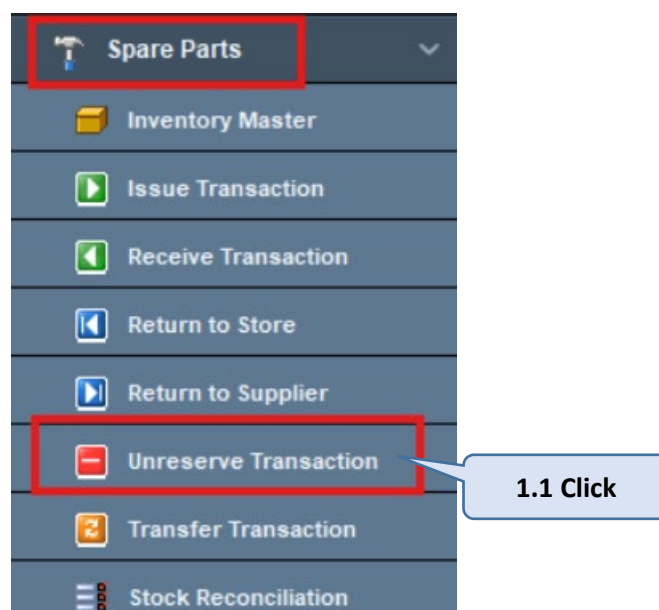 Spare Parts
Inventory Master
Issue Transaction
Receive Transaction
Return to Store
Return to Supplier
Unreserve Transaction
1.1 Click
Transfer Transaction
Stock Reconciliation